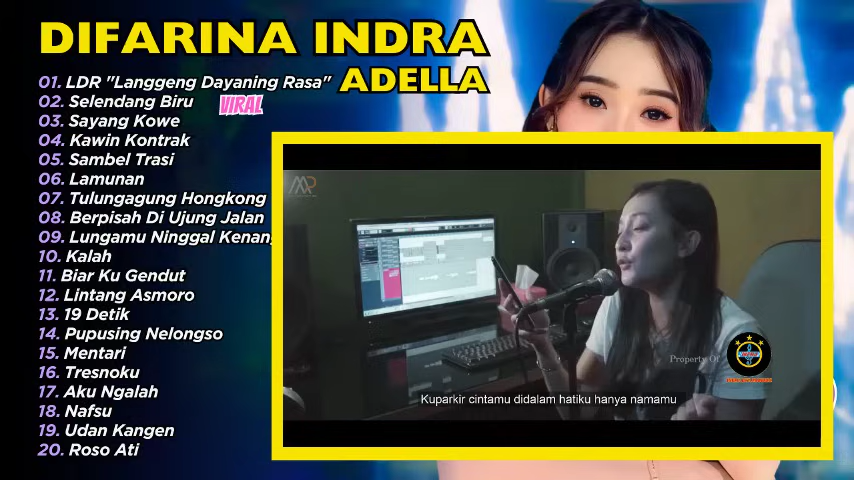 DIFARINA INDRA
ADELLA
01. LDR "Langgeng Dayaning Rasa"
02. Selendang Biru
VIRAL
03. Sayang Kowe
04. Kawin Kontrak
05. Sambel Trasi
06. Lamunan
07. Tulungagung Hongkong
08. Berpisah Di Ujung Jalan
09. Lungamu Ninggal Kenang
10. Kalah
11. Biar Ku Gendut
12. Lintang Asmoro
13. 19 Detik
14. Pupusing Nelongso
15. Mentari
16. Tresnoku
17. Aku Ngalah
18. Nafsu
19. Udan Kangen
20. Roso Ati
Property Of
Kuparkir cintamu didalam hatiku hanya namamu